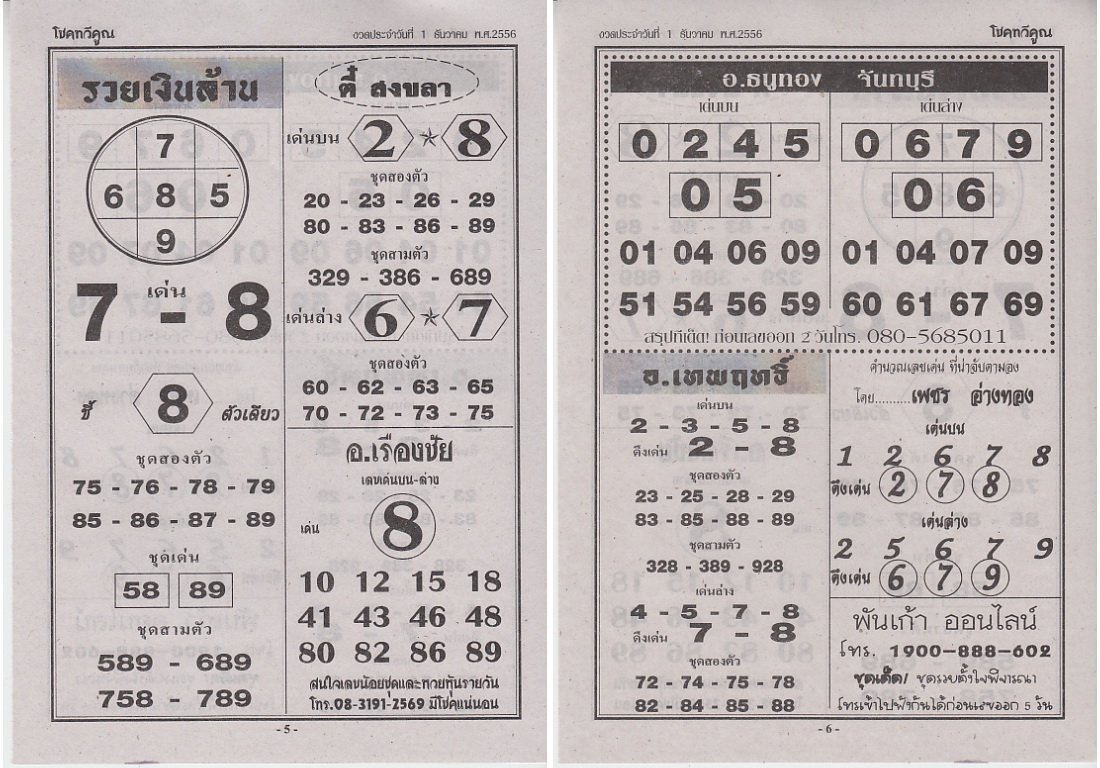 โชคทวีคูณ
งวดประจำวันที่ 1 ธันวาคม พ.ศ.2556
รวยเงินล้าน
7
6 8 5
9
เด่น
7 - 8
ชี้ 8 ตัวเดียว
ชุดสองตัว
75 - 76 - 78 - 79
85 - 86 - 87 - 89
ชุดเด่น
58 89
ชุดสามตัว
589 - 689
758 - 789
ตี๋ สงขลา
เด่นบน 2 ★ 8
ชุดสองตัว
20 - 23 - 26 - 29
80 - 83 - 86 - 89
ชุดสามตัว
329 - 386 - 689
เด่นล่าง 6 ★ 7
ชุดสองตัว
60 - 62 - 63 - 65
70 - 72 - 73 - 75
อ.เรืองชัย
เลขเด่นบน-ล่าง
เด่น 8
10 12 15 18
41 43 46 48
80 82 86 89
สนใจเลขน้อยชุดและหวยหุ้นรายวัน
โทร.08-3191-2569 มีโชคแน่นอน
- 5 -
งวดประจำวันที่ 1 ธันวาคม พ.ศ.2556
โชคทวีคูณ
อ.ธนูทอง จันทบุรี
เด่นบน
0 2 4 5
0 5
01 04 06 09
51 54 56 59
เด่นล่าง
0 6 7 9
0 6
01 04 07 09
60 61 67 69
สรุปทีเด็ด! ก่อนเลขออก 2 วันโทร. 080-5685011
อ.เทพฤทธิ์
เด่นบน
2 - 3 - 5 - 8
ดึงเด่น 2 - 8
ชุดสองตัว
23 - 25 - 28 - 29
83 - 85 - 88 - 89
ชุดสามตัว
328 - 389 - 928
เด่นล่าง
4 - 5 - 7 - 8
ดึงเด่น 7 - 8
ชุดสองตัว
72 - 74 - 75 - 78
82 - 84 - 85 - 88
คำนวณเลขเด่น ที่น่าจับตามอง
โดย..........เพชร อ่างทอง
เด่นบน
1 2 6 7 8
ดึงเด่น 2 7 8
เด่นล่าง
2 5 6 7 9
ดึงเด่น 6 7 9
พันเก้า ออนไลน์
โทร. 1900-888-602
ชุดเด็ด/ ชุดรวบตั้งใจพิจารณา
โทรเข้าไปฟังกันได้ก่อนเลขออก 5 วัน
- 6 -